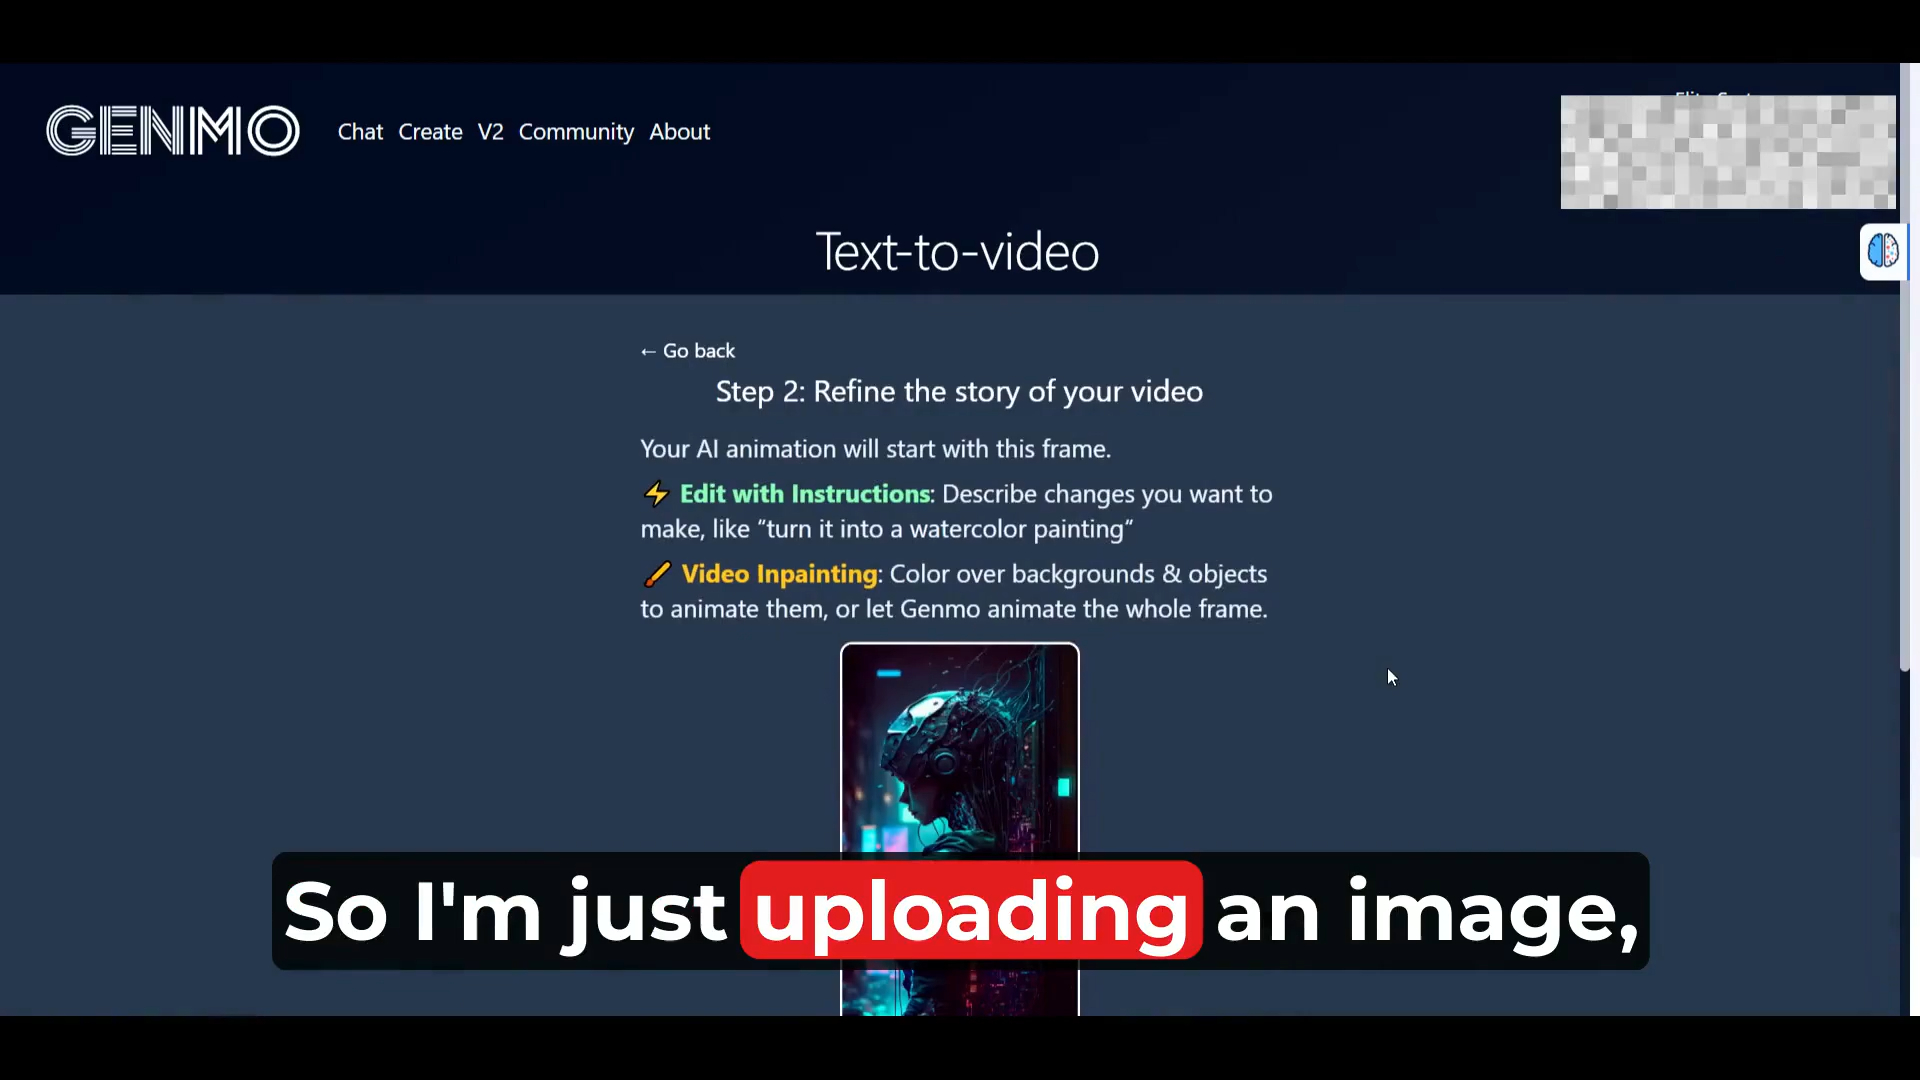 GENMO
Chat Create V2 Community About
Text-to-video
← Go back
Step 2: Refine the story of your video
Your AI animation will start with this frame.
⚡ Edit with Instructions: Describe changes you want to
make, like “turn it into a watercolor painting“
🖌️ Video Inpainting: Color over backgrounds & objects
to animate them, or let Genmo animate the whole frame.
So I'm just uploading an image,